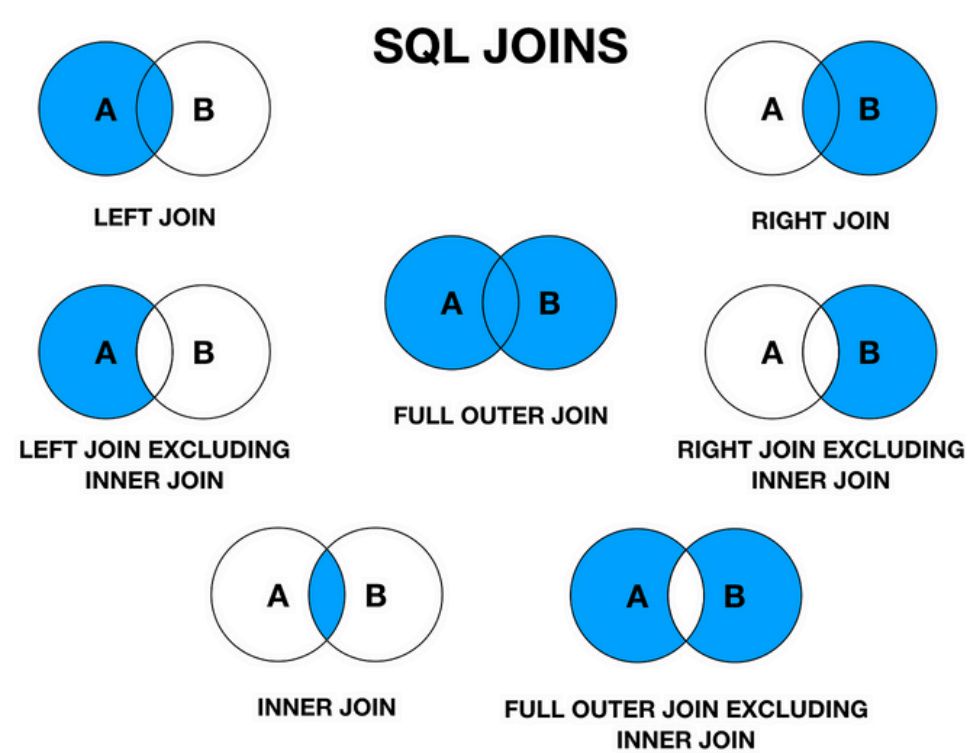 SQL JOINS
A B
LEFT JOIN
A B
RIGHT JOIN
A B
FULL OUTER JOIN
A B
LEFT JOIN EXCLUDING
INNER JOIN
A B
RIGHT JOIN EXCLUDING
INNER JOIN
A B
INNER JOIN
A B
FULL OUTER JOIN EXCLUDING
INNER JOIN